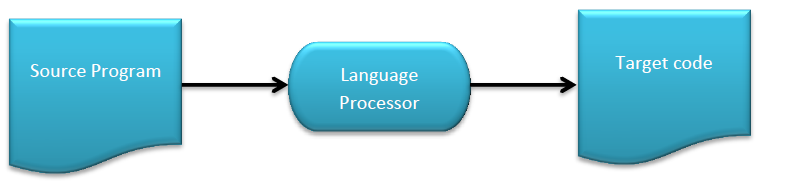 Source Program
Language
Processor
Target code